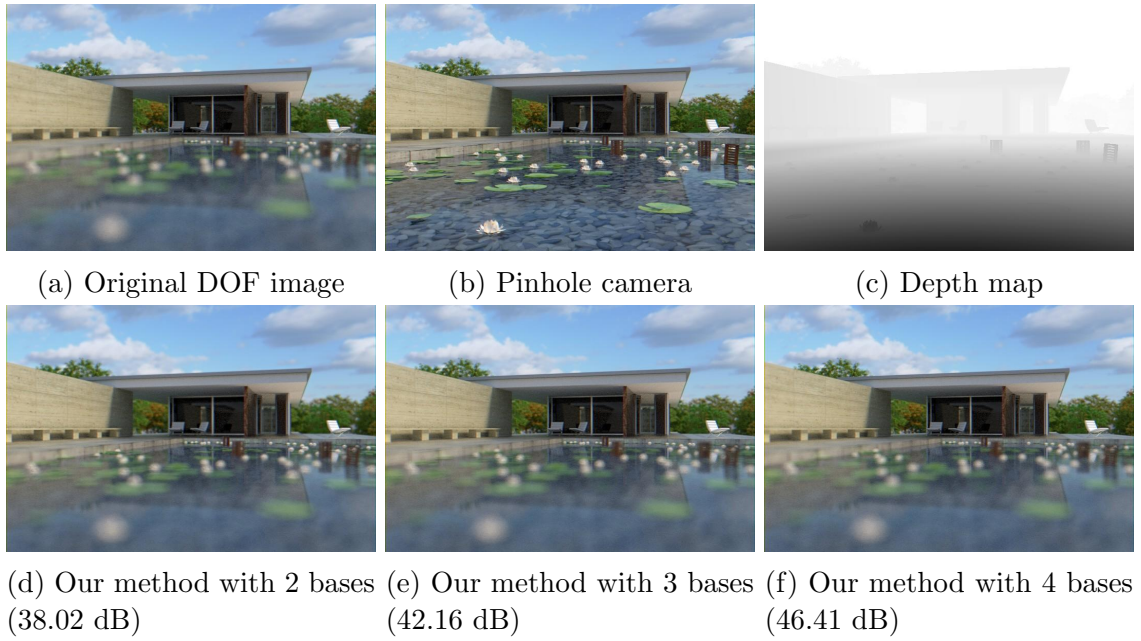 (a) Original DOF image
(b) Pinhole camera
(c) Depth map
(d) Our method with 2 bases
(38.02 dB)
(e) Our method with 3 bases
(42.16 dB)
(f) Our method with 4 bases
(46.41 dB)